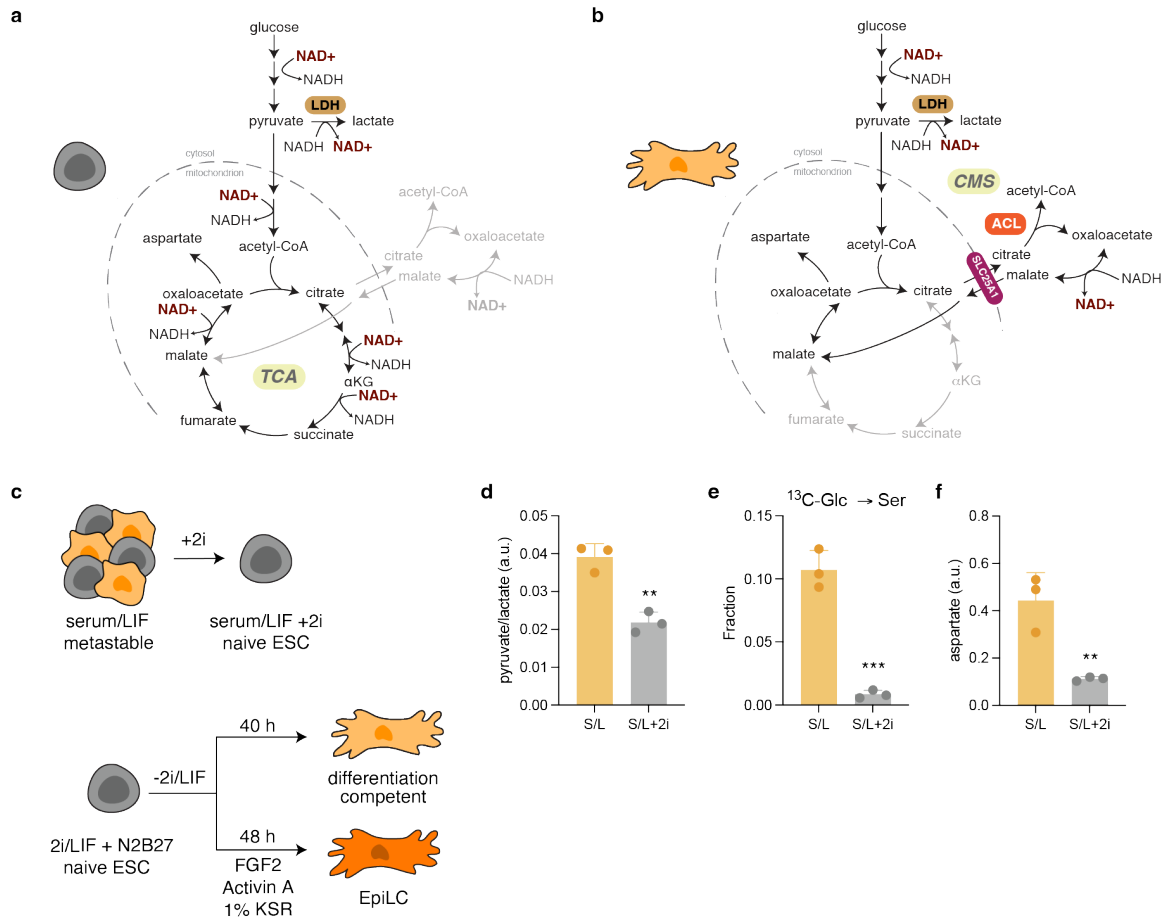 a
glucose
NAD+
NADH
LDH
pyruvate
lactate
NADH
NAD+
cytosol
mitochondrion
NAD+
NADH
acetyl-CoA
aspartate
acetyl-CoA
oxaloacetate
citrate
malate
NADH
NAD+
oxaloacetate
citrate
NAD+
NADH
malate
NAD+
NADH
TCA
αKG
NAD+
NADH
fumarate
succinate
b
glucose
NAD+
NADH
LDH
pyruvate
lactate
NADH
NAD+
cytosol
mitochondrion
CMS
acetyl-CoA
ACL
aspartate
acetyl-CoA
oxaloacetate
citrate
malate
NADH
NAD+
SLC25A1
oxaloacetate
citrate
malate
αKG
fumarate
succinate
c
+2i
serum/LIF
metastable
serum/LIF +2i
naive ESC
-2i/LIF
40 h
differentiation
competent
2i/LIF + N2B27
naive ESC
48 h
FGF2
Activin A
1% KSR
EpiLC
d
pyruvate/lactate (a.u.)
0.05
0.04
0.03
0.02
0.01
0.00
**
S/L
S/L+2i
e
¹³C-Glc → Ser
Fraction
0.15
0.10
0.05
0.00
***
S/L
S/L+2i
f
aspartate (a.u.)
0.8
0.6
0.4
0.2
0.0
**
S/L
S/L+2i